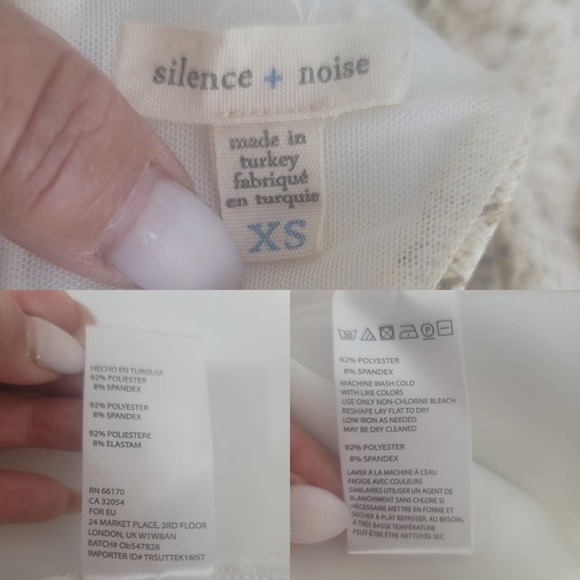 silence + noise
made in
turkey
fabriqué
en turquie
XS
HECHO EN TURQUIA
92% POLIESTER
8% SPANDEX
92% POLYESTER
8% SPANDEX
92% POLIESTERE
8% ELASTAM
RN 66170
CA 32054
FOR EU
24 MARKET PLACE, 3RD FLOOR
LONDON, UK W1W8AN
BATCH# Ob547828
IMPORTER ID# TRSUTTEK16IST
30
92% POLYESTER
8% SPANDEX
MACHINE WASH COLD
WITH LIKE COLORS
USE ONLY NON-CHLORINE BLEACH
RESHAPE LAY FLAT TO DRY
LOW IRON AS NEEDED
MAY BE DRY CLEANED
92% POLYESTER
8% SPANDEX
LAVER À LA MACHINE À L'EAU
FROIDE AVEC COULEURS
SIMILAIRES UTILISER UN AGENT DE
BLANCHIMENT SANS CHLORE SI
NÉCESSAIRE METTRE EN FORME ET
SÉCHER À PLAT REPASSER, AU BESOIN,
À TRÈS BASSE TEMPÉRATURE
PEUT-ÊTRE ÊTRE NETTOYÉE SEC